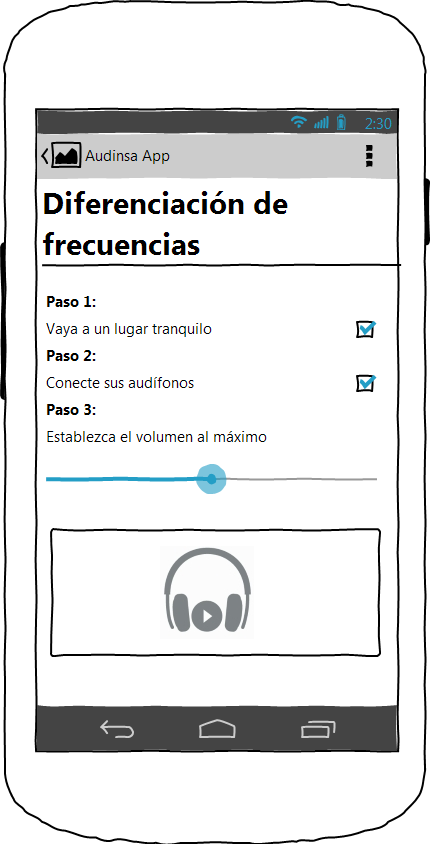 2:30
Audinsa App
Diferenciación de
frecuencias
Paso 1:
Vaya a un lugar tranquilo
Paso 2:
Conecte sus audífonos
Paso 3:
Establezca el volumen al máximo